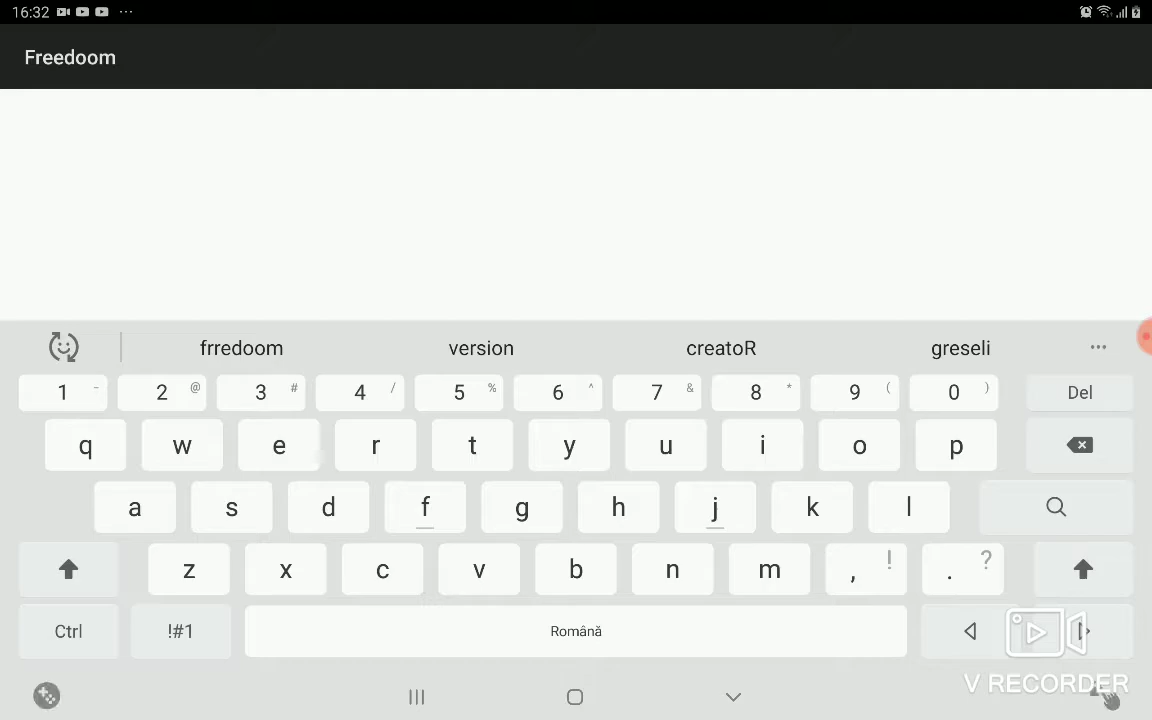 16:32
Freedoom
frredoom version creatoR greseli
1 - 2 @ 3 # 4 / 5 % 6 ^ 7 & 8 * 9 ( 0 ) Del
q w e r t y u i o p
a s d f g h j k l
z x c v b n m , ! . ?
Ctrl !#1 Română
V RECORDER